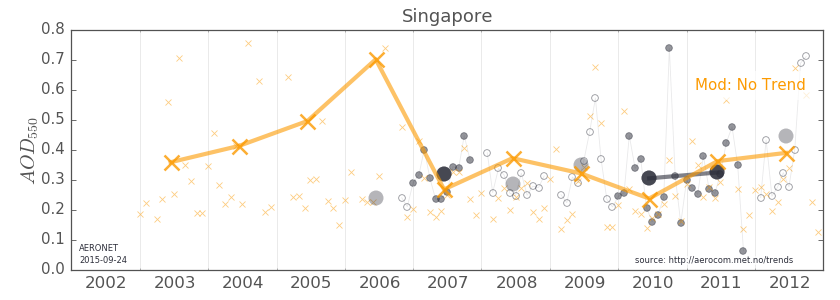 Singapore
0.8
0.7
0.6
0.5
0.4
0.3
0.2
0.1
0.0
AOD550
Mod: No Trend
AERONET
2015-09-24
source: http://aerocom.met.no/trends
2002 2003 2004 2005 2006 2007 2008 2009 2010 2011 2012